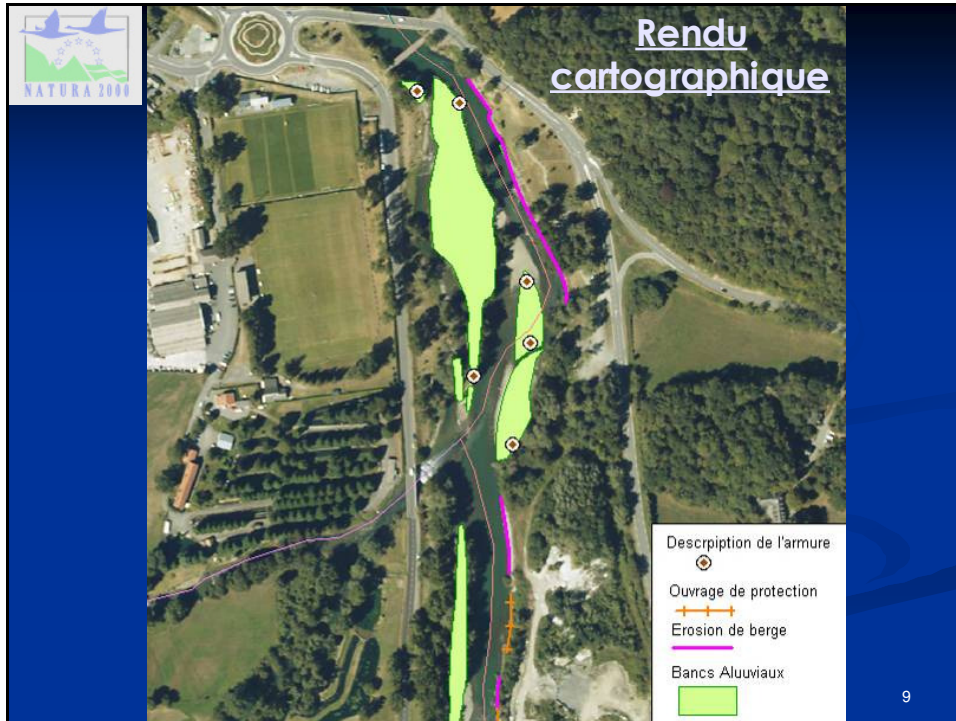 NATURA 2000
Rendu
cartographique
Descrpiption de l'armure
Ouvrage de protection
Erosion de berge
Bancs Aluuviaux
9